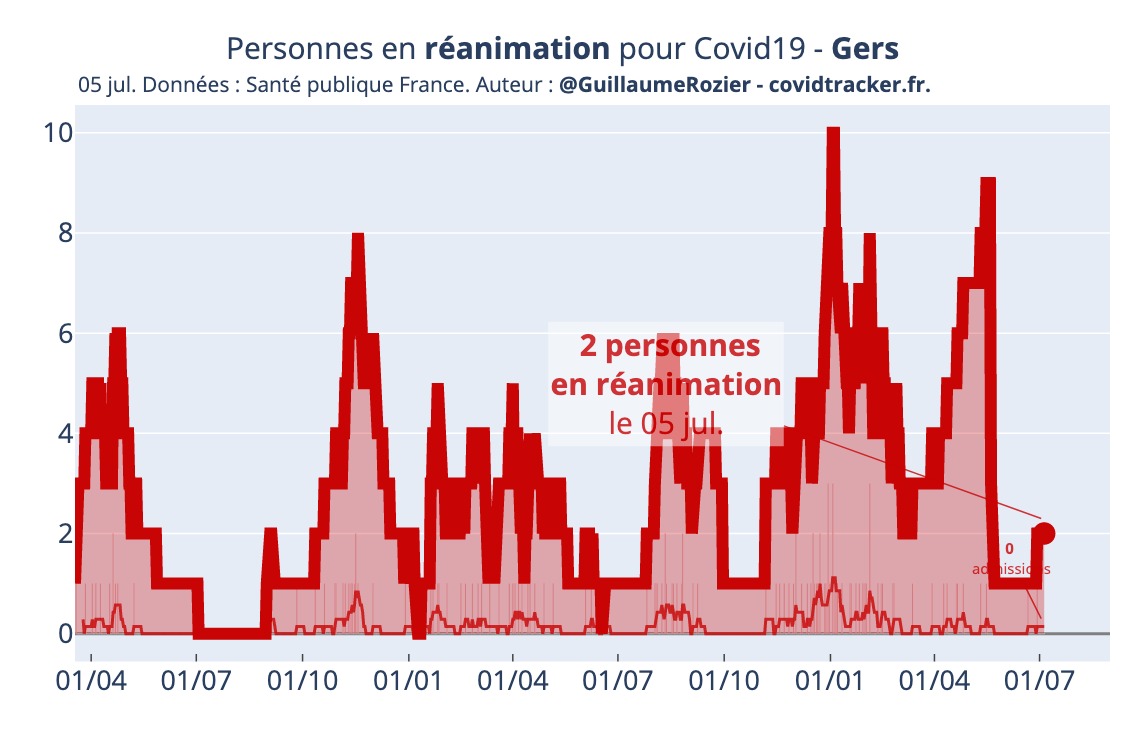 Personnes en réanimation pour Covid19 - Gers
05 jul. Données : Santé publique France. Auteur : @GuillaumeRozier - covidtracker.fr.
10
8
6
4
2
0
2 personnes
en réanimation
le 05 jul.
0
admissions
01/04 01/07 01/10 01/01 01/04 01/07 01/10 01/01 01/04 01/07